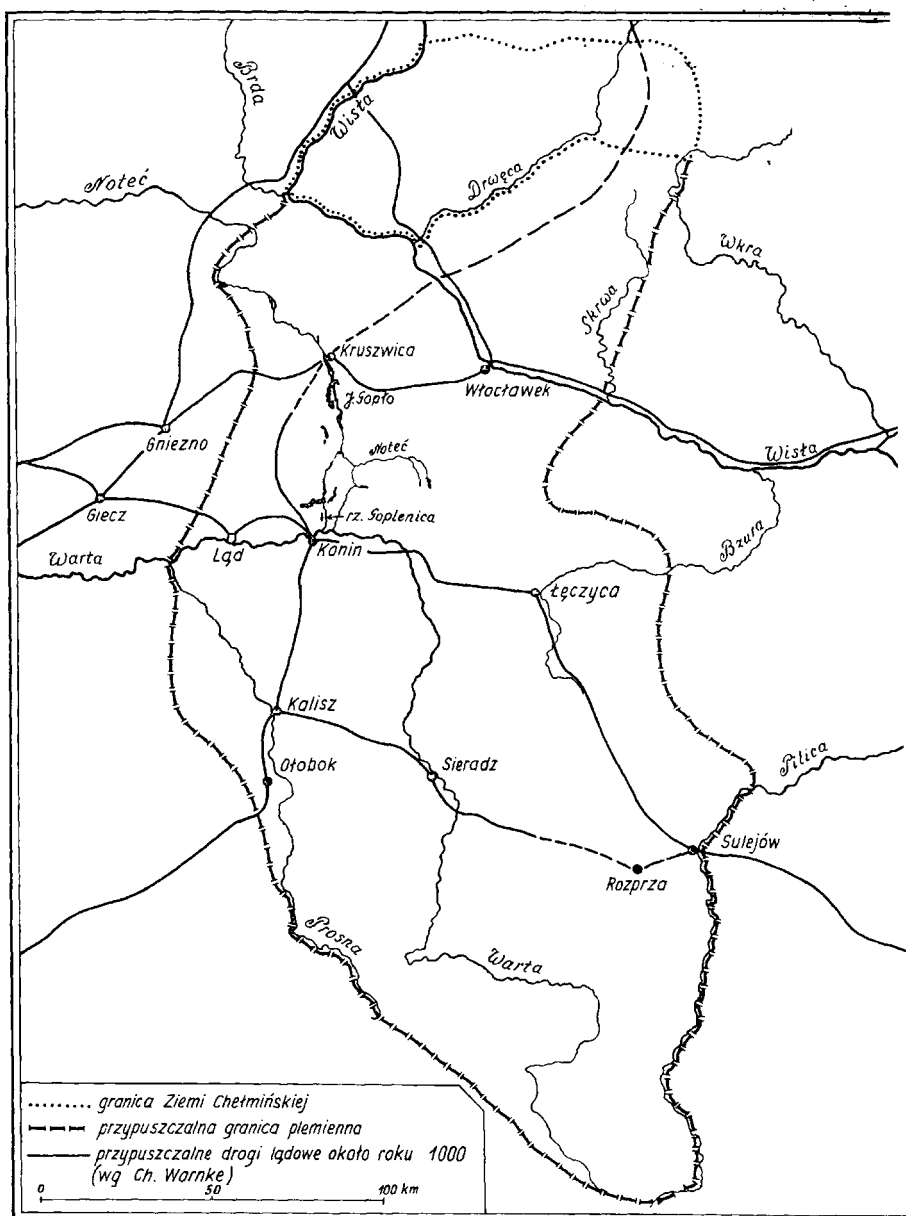 Brda
Wisła
Noteć
Drwęca
Wkra
Skrwa
Kruszwica
J. Gopło
Włocławek
Gniezno
Noteć
Wisła
Giecz
rz. Goplenica
Bzura
Warta
Ląd
Konin
Łęczyca
Kalisz
Ołobok
Sieradz
Pilica
Sulejów
Rozprza
Prosna
Warta
granica Ziemi Chełmińskiej
przypuszczalna granica plemienna
przypuszczalne drogi lądowe około roku 1000
(wg Ch. Wornke)
0 50 100 km